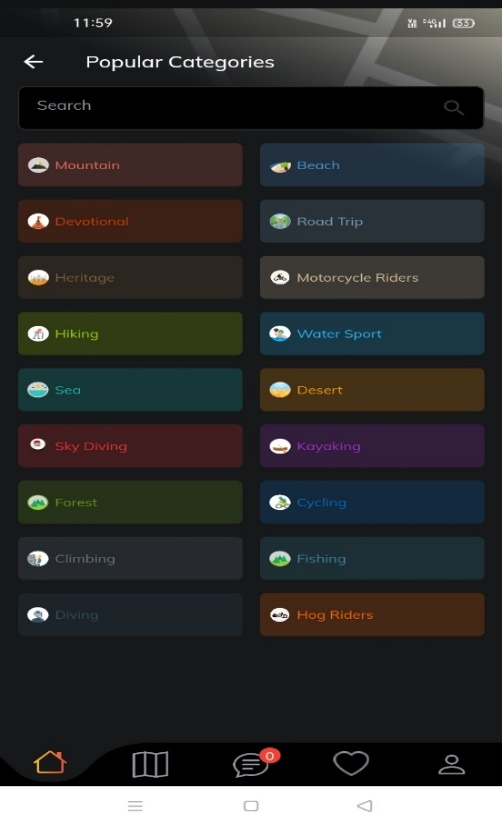 11:59
33
Popular Categories
Search
Mountain
Beach
Devotional
Road Trip
Heritage
Motorcycle Riders
Hiking
Water Sport
Sea
Desert
Sky Diving
Kayaking
Forest
Cycling
Climbing
Fishing
Diving
Hog Riders
0